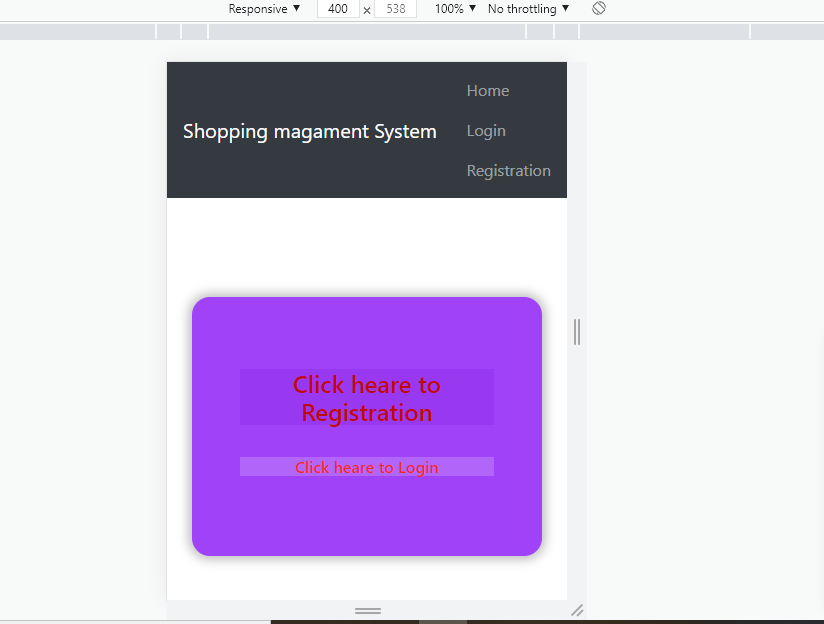 Responsive ▼ 400 × 538 100% ▼ No throttling ▼
Home
Shopping magament System
Login
Registration
Click heare to
Registration
Click heare to Login